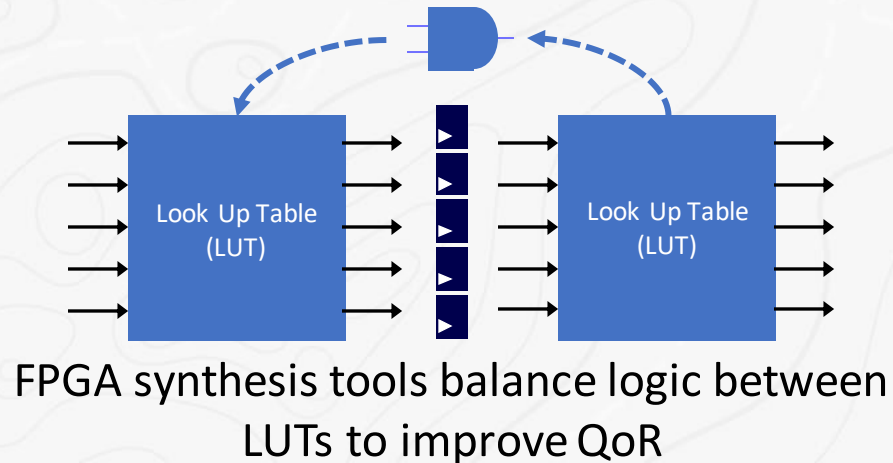 Look Up Table
(LUT)
Look Up Table
(LUT)
FPGA synthesis tools balance logic between
LUTs to improve QoR